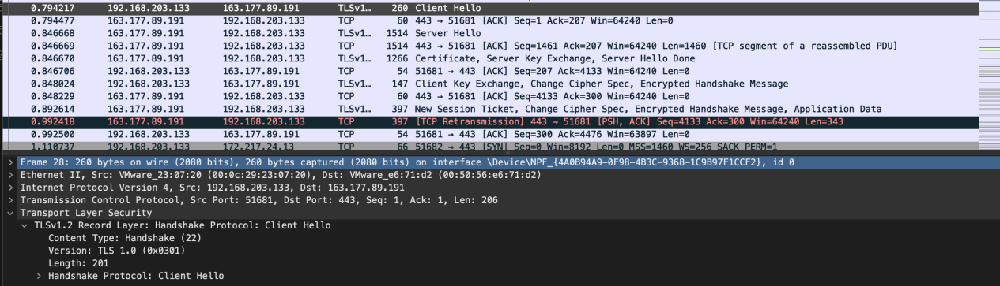 0.794217 192.168.203.133 163.177.89.191 TLSv1… 260 Client Hello
0.794477 163.177.89.191 192.168.203.133 TCP 60 443 → 51681 [ACK] Seq=1 Ack=207 Win=64240 Len=0
0.846668 163.177.89.191 192.168.203.133 TLSv1… 1514 Server Hello
0.846669 163.177.89.191 192.168.203.133 TCP 1514 443 → 51681 [ACK] Seq=1461 Ack=207 Win=64240 Len=1460 [TCP segment of a reassembled PDU]
0.846670 163.177.89.191 192.168.203.133 TLSv1… 1266 Certificate, Server Key Exchange, Server Hello Done
0.846706 192.168.203.133 163.177.89.191 TCP 54 51681 → 443 [ACK] Seq=207 Ack=4133 Win=64240 Len=0
0.848024 192.168.203.133 163.177.89.191 TLSv1… 147 Client Key Exchange, Change Cipher Spec, Encrypted Handshake Message
0.848229 163.177.89.191 192.168.203.133 TCP 60 443 → 51681 [ACK] Seq=4133 Ack=300 Win=64240 Len=0
0.892614 163.177.89.191 192.168.203.133 TLSv1… 397 New Session Ticket, Change Cipher Spec, Encrypted Handshake Message, Application Data
0.992418 163.177.89.191 192.168.203.133 TCP 397 [TCP Retransmission] 443 → 51681 [PSH, ACK] Seq=4133 Ack=300 Win=64240 Len=343
0.992500 192.168.203.133 163.177.89.191 TCP 54 51681 → 443 [ACK] Seq=300 Ack=4476 Win=63897 Len=0
1.110737 192.168.203.133 172.217.24.13 TCP 66 51682 → 443 [SYN] Seq=0 Win=8192 Len=0 MSS=1460 WS=256 SACK_PERM=1
Frame 28: 260 bytes on wire (2080 bits), 260 bytes captured (2080 bits) on interface \Device\NPF_{4A0B94A9-0F98-4B3C-9368-1C9B97F1CCF2}, id 0
Ethernet II, Src: VMware_23:07:20 (00:0c:29:23:07:20), Dst: VMware_e6:71:d2 (00:50:56:e6:71:d2)
Internet Protocol Version 4, Src: 192.168.203.133, Dst: 163.177.89.191
Transmission Control Protocol, Src Port: 51681, Dst Port: 443, Seq: 1, Ack: 1, Len: 206
Transport Layer Security
TLSv1.2 Record Layer: Handshake Protocol: Client Hello
Content Type: Handshake (22)
Version: TLS 1.0 (0x0301)
Length: 201
Handshake Protocol: Client Hello